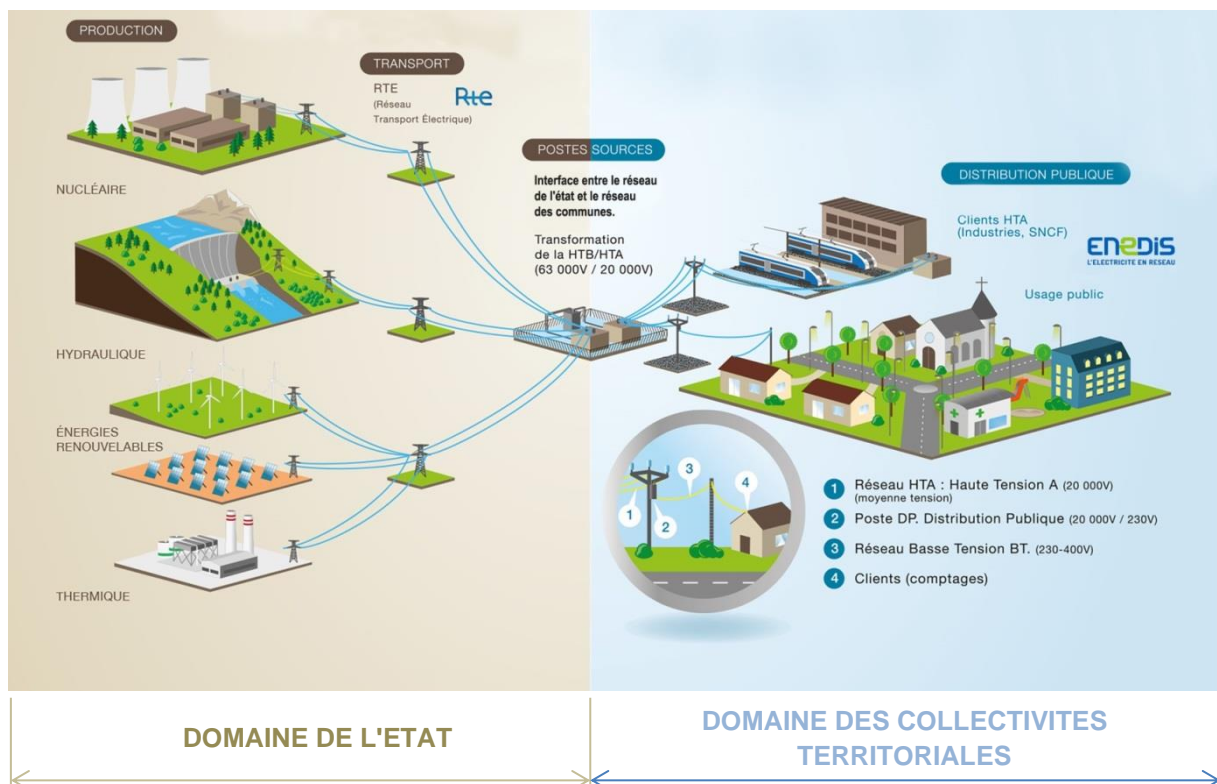 PRODUCTION
TRANSPORT
RTE
(Réseau
Transport Électrique)
Rte
POSTES SOURCES
Interface entre le réseau
de l'état et le réseau
des communes.
Transformation
de la HTB/HTA
(63 000V / 20 000V)
DISTRIBUTION PUBLIQUE
Clients HTA
(Industries, SNCF)
ENEDIS
L'ELECTRICITE EN RESEAU
Usage public
NUCLÉAIRE
HYDRAULIQUE
ÉNERGIES
RENOUVELABLES
THERMIQUE
1
2
3
4
1 Réseau HTA : Haute Tension A (20 000V)
(moyenne tension)
2 Poste DP. Distribution Publique (20 000V / 230V)
3 Réseau Basse Tension BT. (230-400V)
4 Clients (comptages)
DOMAINE DE L'ETAT
DOMAINE DES COLLECTIVITES
TERRITORIALES